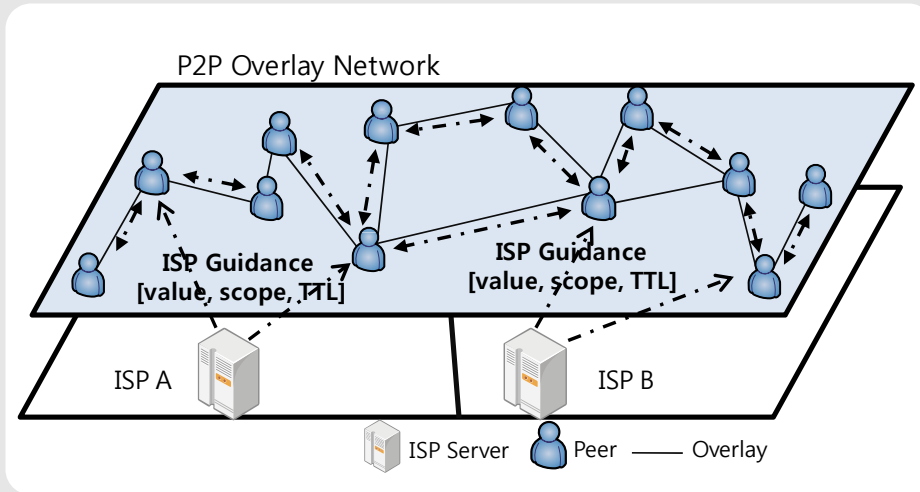 P2P Overlay Network
ISP Guidance
[value, scope, TTL]
ISP Guidance
[value, scope, TTL]
ISP A
ISP B
ISP Server
Peer
Overlay